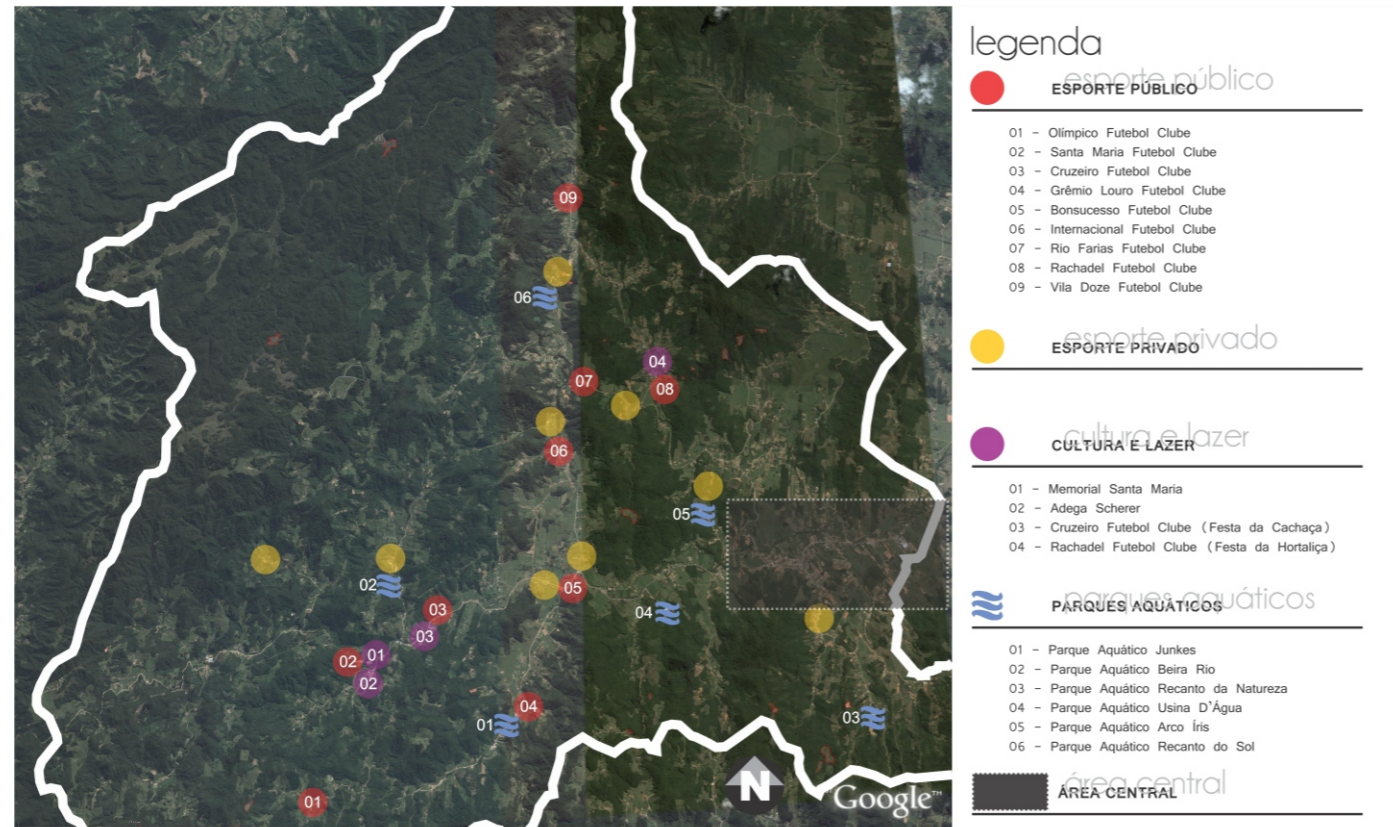 09
06
04
07
08
06
05
02
05
03
04
03
01
02
02
04
01
03
01
N
Google™
legenda
esporte público
ESPORTE PÚBLICO
01 - Olímpico Futebol Clube
02 - Santa Maria Futebol Clube
03 - Cruzeiro Futebol Clube
04 - Grêmio Louro Futebol Clube
05 - Bonsucesso Futebol Clube
06 - Internacional Futebol Clube
07 - Rio Farias Futebol Clube
08 - Rachadel Futebol Clube
09 - Vila Doze Futebol Clube
esporte privado
ESPORTE PRIVADO
cultura e lazer
CULTURA E LAZER
01 - Memorial Santa Maria
02 - Adega Scherer
03 - Cruzeiro Futebol Clube (Festa da Cachaça)
04 - Rachadel Futebol Clube (Festa da Hortaliça)
parques aquáticos
PARQUES AQUÁTICOS
01 - Parque Aquático Junkes
02 - Parque Aquático Beira Rio
03 - Parque Aquático Recanto da Natureza
04 - Parque Aquático Usina D'Água
05 - Parque Aquático Arco Íris
06 - Parque Aquático Recanto do Sol
área central
ÁREA CENTRAL